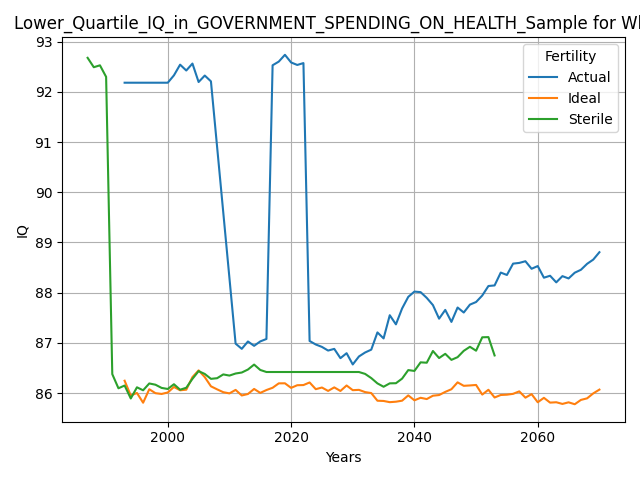 Lower_Quartile_IQ_in_GOVERNMENT_SPENDING_ON_HEALTH_Sample for
Fertility
Actual
Ideal
Sterile
93
92
91
90
89
88
87
86
IQ
2000
2020
2040
2060
Years